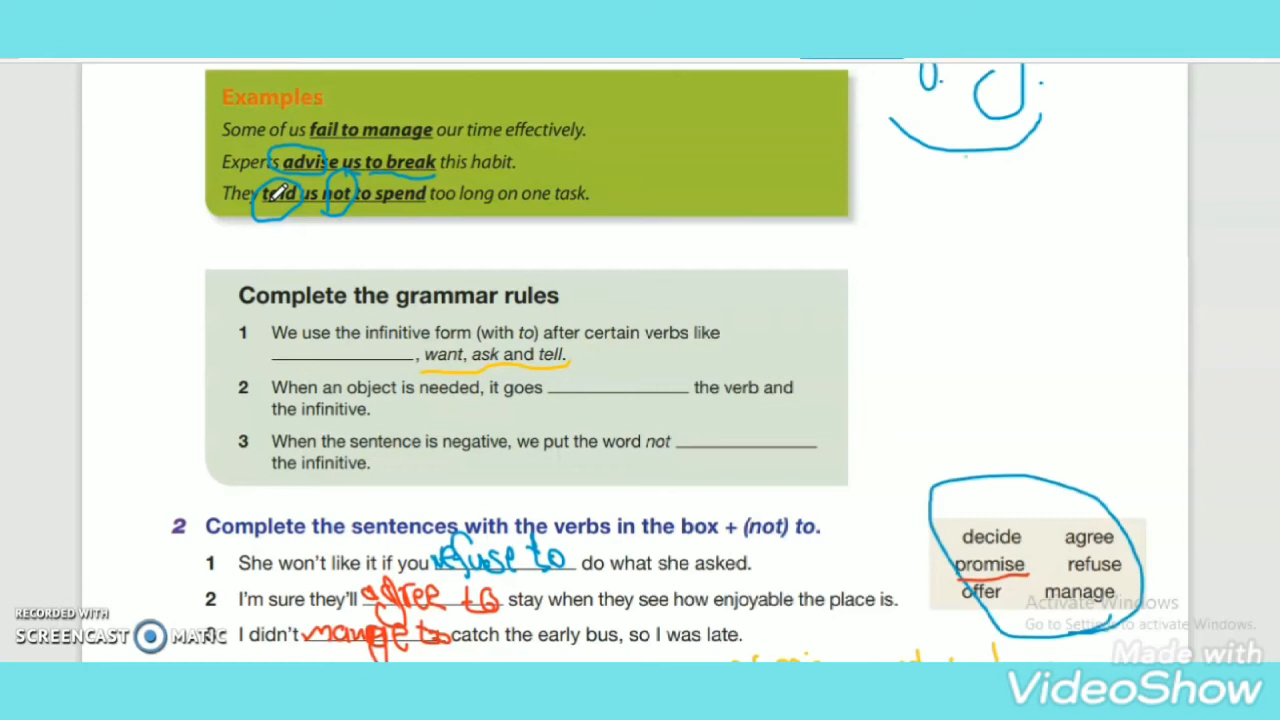 Examples
Some of us fail to manage our time effectively.
Experts advise us to break this habit.
They told us not to spend too long on one task.
Complete the grammar rules
1 We use the infinitive form (with to) after certain verbs like
____________, want, ask and tell.
2 When an object is needed, it goes ____________ the verb and
the infinitive.
3 When the sentence is negative, we put the word not ____________
the infinitive.
2 Complete the sentences with the verbs in the box + (not) to.
1 She won't like it if you refuse to do what she asked.
2 I'm sure they'll agree to stay when they see how enjoyable the place is.
I didn't manage to catch the early bus, so I was late.
decide agree
promise refuse
offer manage
Activate Windows
Go to Settings to activate Windows.
RECORDED WITH
SCREENCAST MATIC
Made with
VideoShow